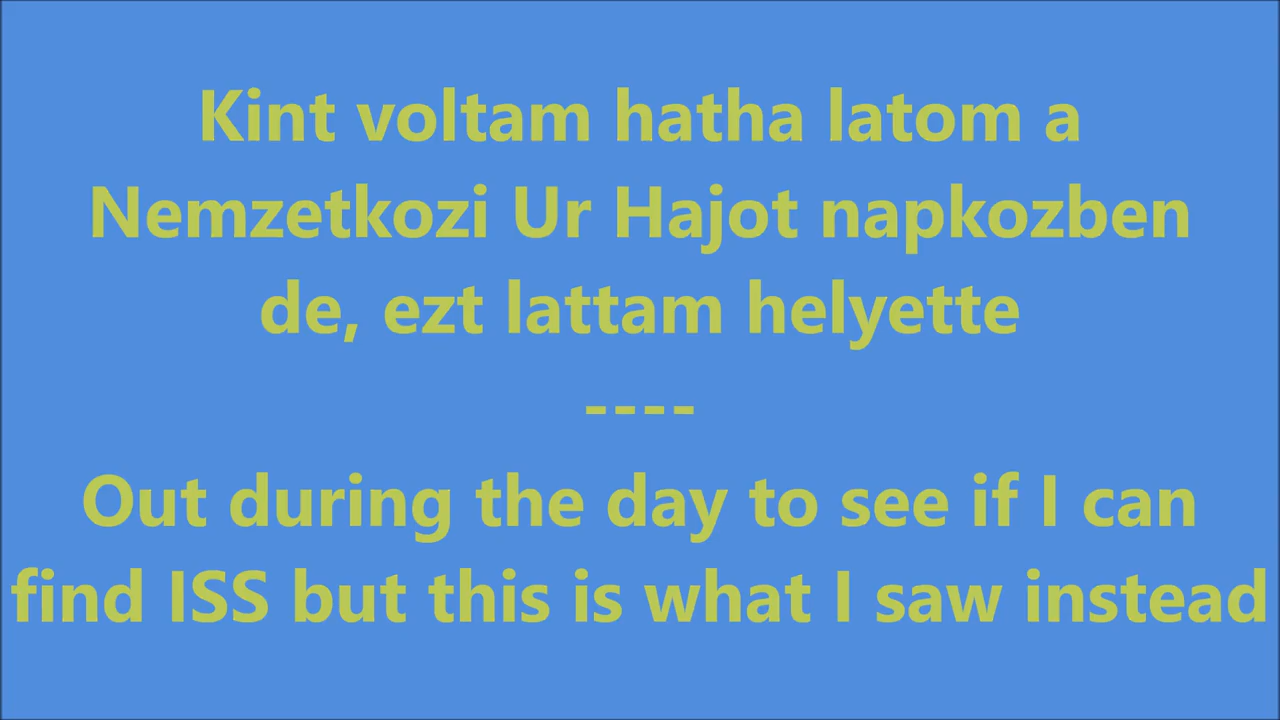 Kint voltam hatha latom a
Nemzetkozi Ur Hajot napkozben
de, ezt lattam helyette
----
Out during the day to see if I can
find ISS but this is what I saw instead